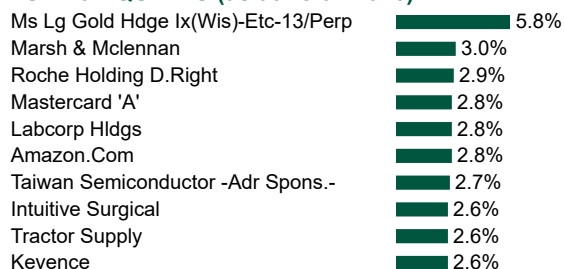 Ms Lg Gold Hdge Ix(Wis)-Etc-13/Perp 5.8%
Marsh & Mclennan 3.0%
Roche Holding D.Right 2.9%
Mastercard 'A' 2.8%
Labcorp Hldgs 2.8%
Amazon.Com 2.8%
Taiwan Semiconductor -Adr Spons.- 2.7%
Intuitive Surgical 2.6%
Tractor Supply 2.6%
Keyence 2.6%